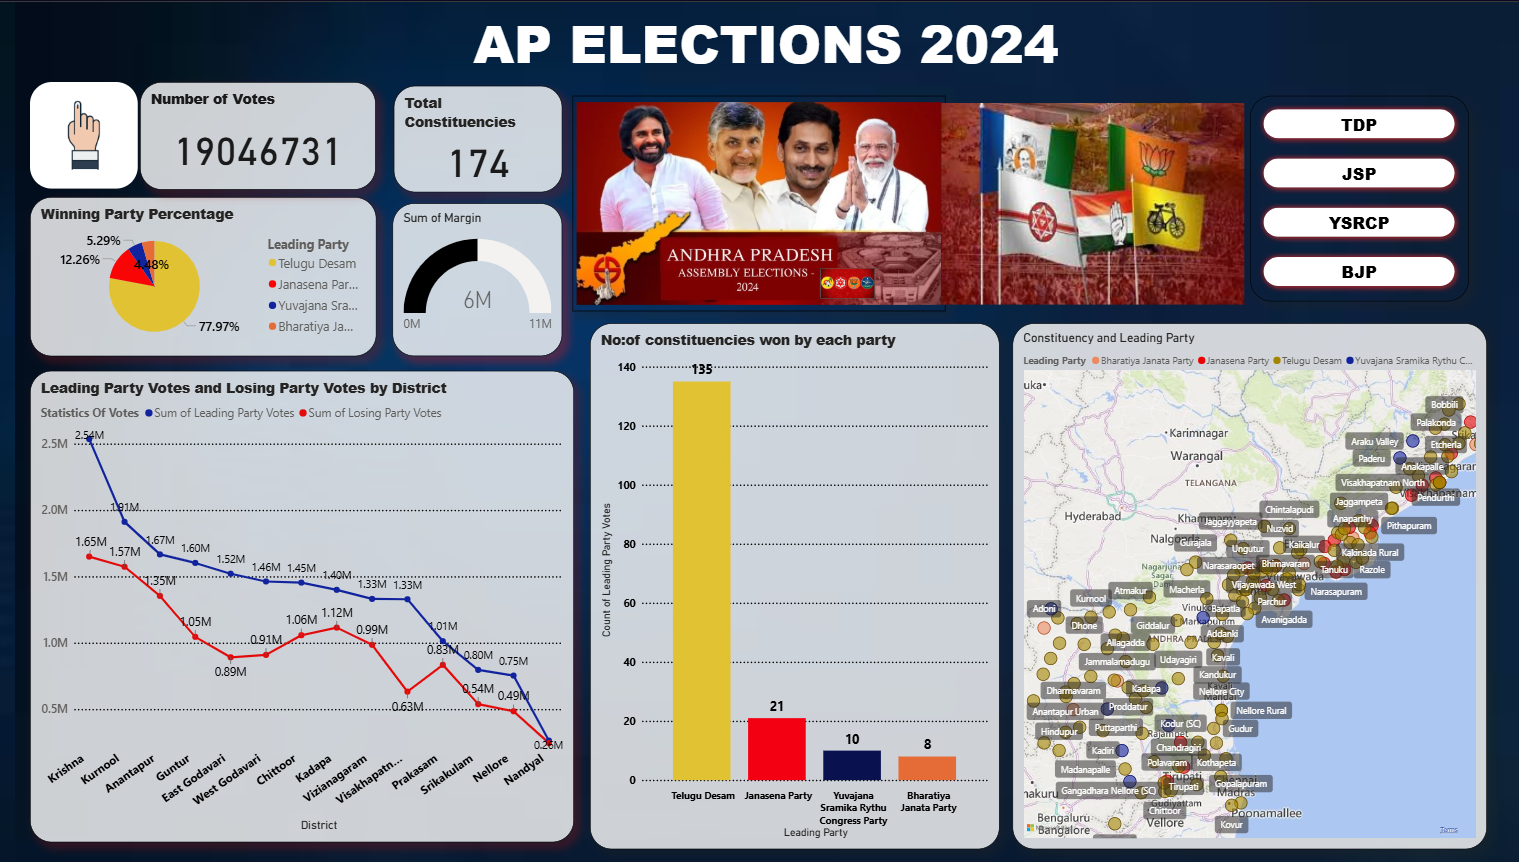 AP ELECTIONS 2024
Number of Votes
19046731
Total
Constituencies
174
ANDHRA PRADESH
ASSEMBLY ELECTIONS -
2024
TDP
JSP
YSRCP
BJP
Winning Party Percentage
5.29%
12.26%
4.48%
77.97%
Leading Party
Telugu Desam
Janasena Par...
Yuvajana Sra...
Bharatiya Ja...
Sum of Margin
6M
0M
11M
Leading Party Votes and Losing Party Votes by District
Statistics Of Votes
Sum of Leading Party Votes
Sum of Losing Party Votes
2.5M
2.0M
1.5M
1.0M
0.5M
2.54M
1.91M
1.67M
1.60M
1.52M
1.46M
1.45M
1.40M
1.33M
1.33M
1.01M
0.80M
0.75M
1.65M
1.57M
1.35M
1.05M
0.89M
0.91M
1.06M
1.12M
0.99M
0.63M
0.83M
0.54M
0.49M
0.26M
Krishna
Kurnool
Anantapur
Guntur
East Godavari
West Godavari
Chittoor
Kadapa
Vizianagaram
Visakhapatn...
Prakasam
Srikakulam
Nellore
Nandyal
District
No:of constituencies won by each party
Count of Leading Party Votes
140
120
100
80
60
40
20
0
135
21
10
8
Telugu Desam
Janasena Party
Yuvajana
Sramika Rythu
Congress Party
Bharatiya
Janata Party
Leading Party
Constituency and Leading Party
Leading Party
Bharatiya Janata Party
Janasena Party
Telugu Desam
Yuvajana Sramika Rythu C...
uka
Bobbili
Palakonda
Karimnagar
Araku Valley
Etcherla
Warangal
Paderu
Anakapalle
TELANGANA
Visakhapatnam North
Pendurthi
Chintalapudi
Jaggampeta
Hyderabad
Jaggayyapeta
Nuzvid
Anaparthy
Pithapuram
Gurajala
Ungutur
Kaikalur
Kakinada Rural
Nagarjuna
Sagar
Narasaraopet
Bhimavaram
Tanuku
Razole
Kurnool
Atmakur
Macherla
Vijayawada West
Narasapuram
Adoni
Bapatla
Parchur
Dhone
Giddalur
Markapuram
Avanigadda
Allagadda
Addanki
Jammalamadugu
Udayagiri
Kavali
Kandukur
Dharmavaram
Kadapa
Nellore City
Anantapur Urban
Proddatur
Nellore Rural
Hindupur
Puttaparthi
Kodur (SC)
Gudur
Kadiri
Chandragiri
Madanapalle
Polavaram
Kothapeta
Tirupati
Gangadhara Nellore (SC)
Tirupati
Gopalapuram
Gudiyattam
Madras
Chittoor
Poonamallee
Bengaluru
Bangalore
Vellore
Kovur
Terms